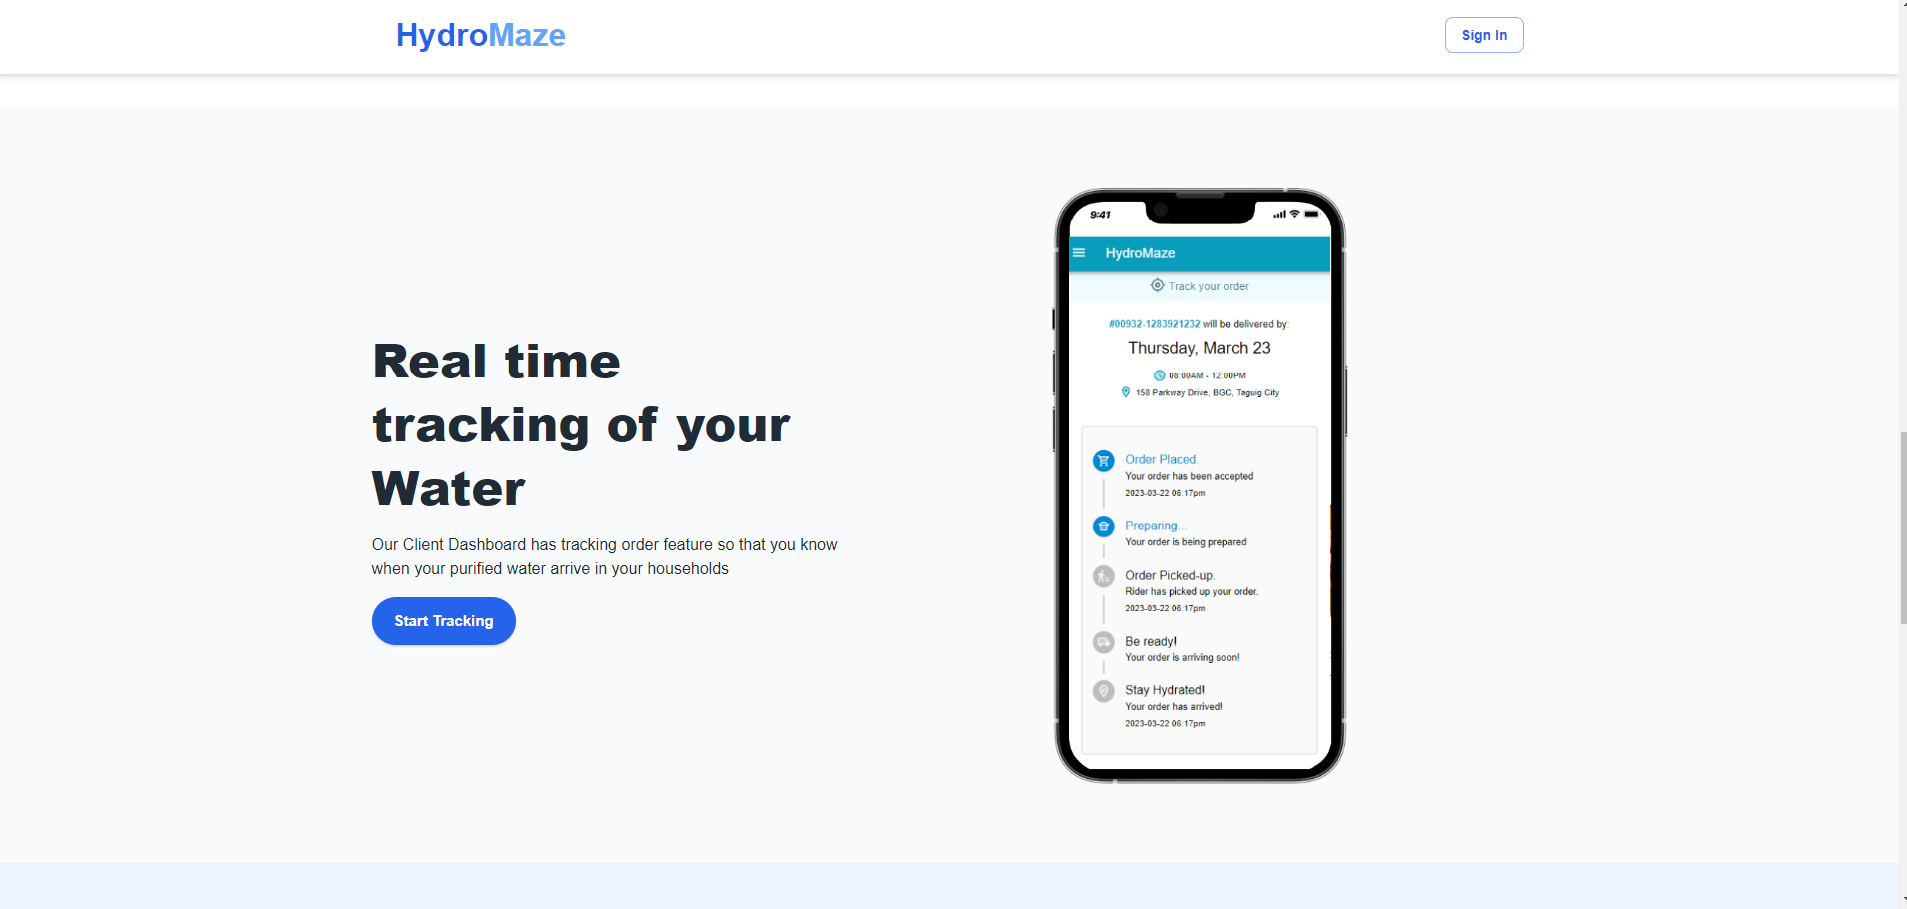 HydroMaze
Sign In
Real time
tracking of your
Water
Our Client Dashboard has tracking order feature so that you know
when your purified water arrive in your households
Start Tracking
9:41
HydroMaze
Track your order
#00932-1283921232 will be delivered by:
Thursday, March 23
08:00AM - 12:00PM
158 Parkway Drive, BGC, Taguig City
Order Placed.
Your order has been accepted
2023-03-22 06:17pm
Preparing...
Your order is being prepared
Order Picked-up.
Rider has picked up your order.
2023-03-22 06:17pm
Be ready!
Your order is arriving soon!
Stay Hydrated!
Your order has arrived!
2023-03-22 06:17pm